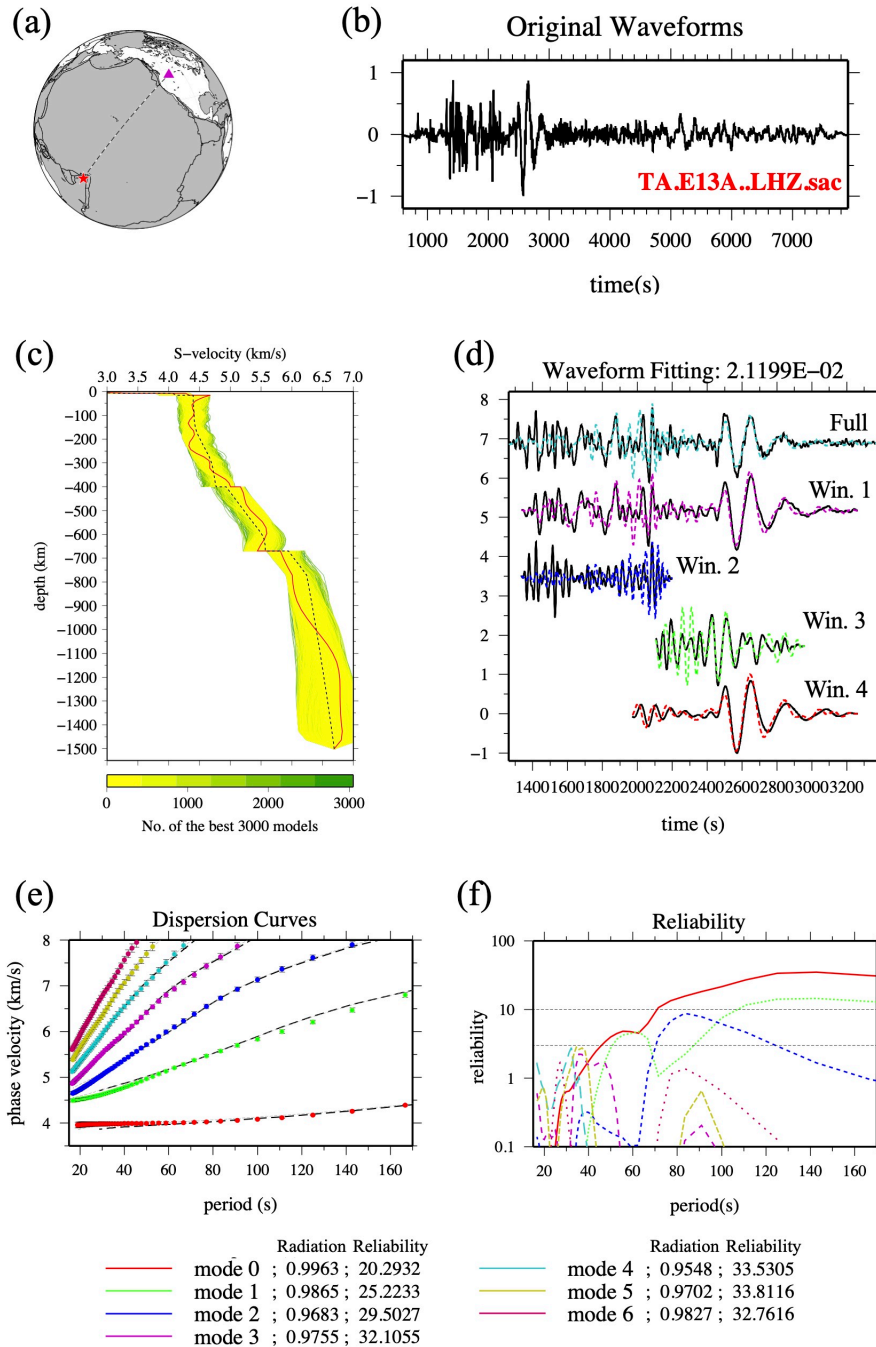 (a)
(b)
Original Waveforms
1
0
−1
TA.E13A..LHZ.sac
1000 2000 3000 4000 5000 6000 7000
time(s)
(c)
S−velocity (km/s)
3.0 3.5 4.0 4.5 5.0 5.5 6.0 6.5 7.0
0
−100
−200
−300
−400
−500
−600
−700
−800
−900
−1000
−1100
−1200
−1300
−1400
−1500
depth (km)
0 1000 2000 3000
No. of the best 3000 models
(d)
Waveform Fitting: 2.1199E−02
8
7
6
5
4
3
2
1
0
−1
Full
Win. 1
Win. 2
Win. 3
Win. 4
1400 1600 1800 2000 2200 2400 2600 2800 3000 3200
time (s)
(e)
Dispersion Curves
8
7
6
5
4
phase velocity (km/s)
20 40 60 80 100 120 140 160
period (s)
(f)
Reliability
100
10
1
0.1
reliability
20 40 60 80 100 120 140 160
period(s)
Radiation Reliability
mode 0 ; 0.9963 ; 20.2932
mode 1 ; 0.9865 ; 25.2233
mode 2 ; 0.9683 ; 29.5027
mode 3 ; 0.9755 ; 32.1055
Radiation Reliability
mode 4 ; 0.9548 ; 33.5305
mode 5 ; 0.9702 ; 33.8116
mode 6 ; 0.9827 ; 32.7616